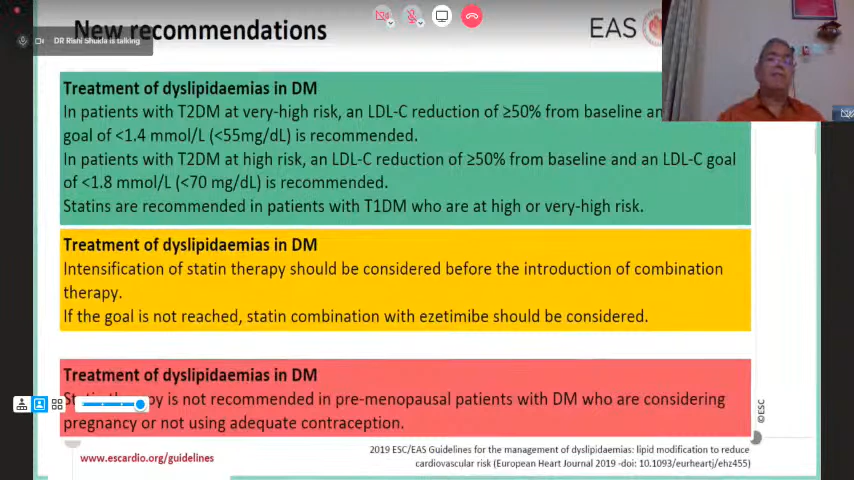 New recommendations
EAS
DR Rishi Shukla is talking
Treatment of dyslipidaemias in DM
In patients with T2DM at very-high risk, an LDL-C reduction of ≥50% from baseline an
goal of <1.4 mmol/L (<55mg/dL) is recommended.
In patients with T2DM at high risk, an LDL-C reduction of ≥50% from baseline and an LDL-C goal
of <1.8 mmol/L (<70 mg/dL) is recommended.
Statins are recommended in patients with T1DM who are at high or very-high risk.
Treatment of dyslipidaemias in DM
Intensification of statin therapy should be considered before the introduction of combination
therapy.
If the goal is not reached, statin combination with ezetimibe should be considered.
Treatment of dyslipidaemias in DM
is not recommended in pre-menopausal patients with DM who are considering
pregnancy or not using adequate contraception.
©ESC
www.escardio.org/guidelines
2019 ESC/EAS Guidelines for the management of dyslipidaemias: lipid modification to reduce
cardiovascular risk (European Heart Journal 2019 -doi: 10.1093/eurheartj/ehz455)